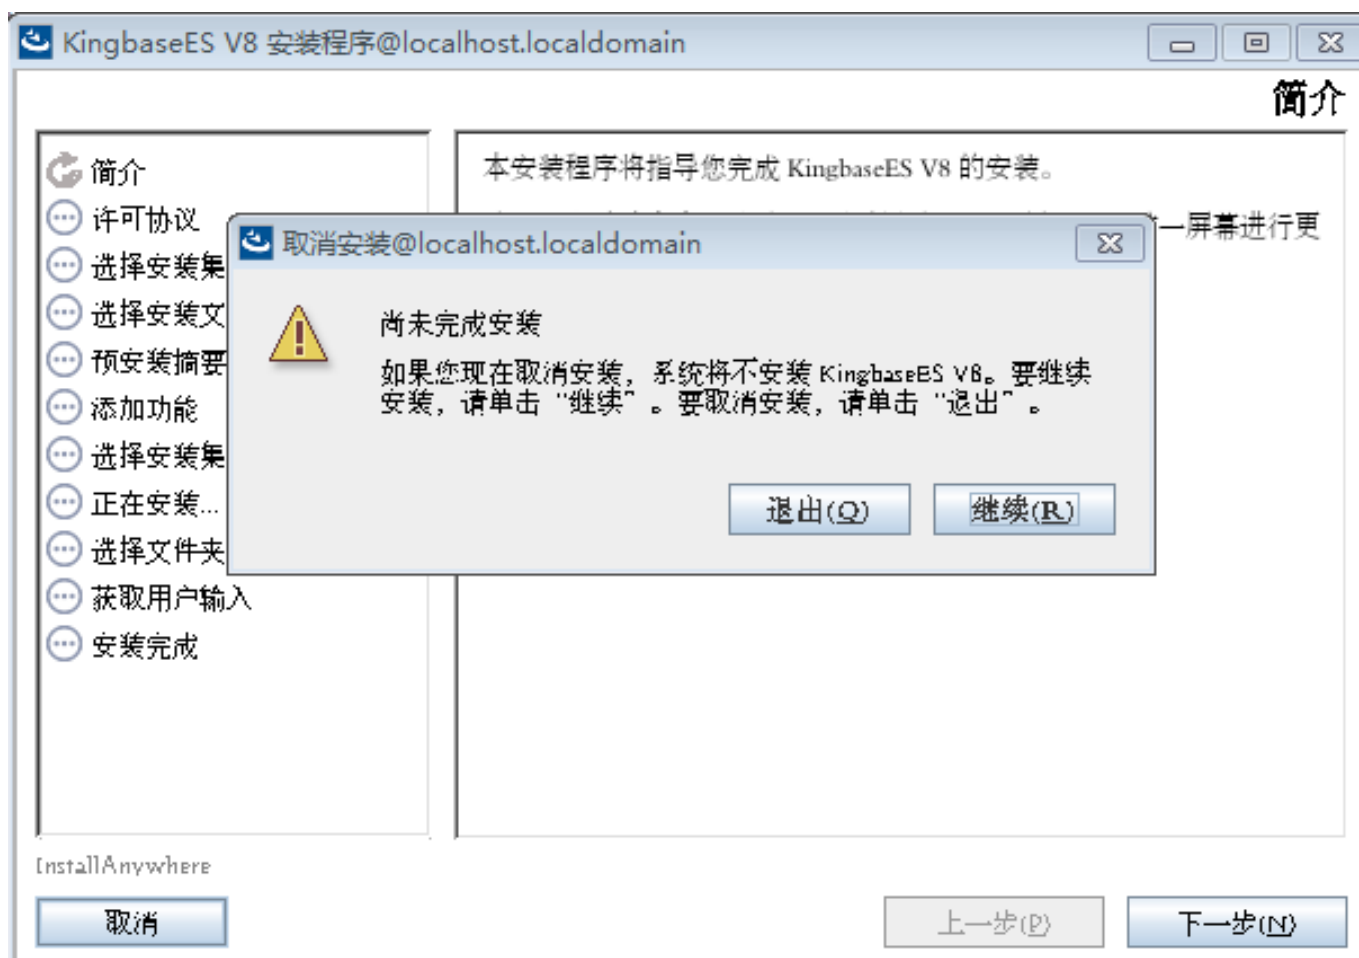 KingbaseES V8 安装程序@localhost.localdomain
简介
简介
许可协议
选择安装集
选择安装文
预安装摘要
添加功能
选择安装集
正在安装...
选择文件夹
获取用户输入
安装完成
本安装程序将指导您完成 KingbaseES V8 的安装。
一屏幕进行更
取消安装@localhost.localdomain
尚未完成安装
如果您现在取消安装，系统将不安装 KingbaseES V8。要继续
安装，请单击“继续”。要取消安装，请单击“退出”。
退出(Q)
继续(R)
InstallAnywhere
取消
上一步(P)
下一步(N)